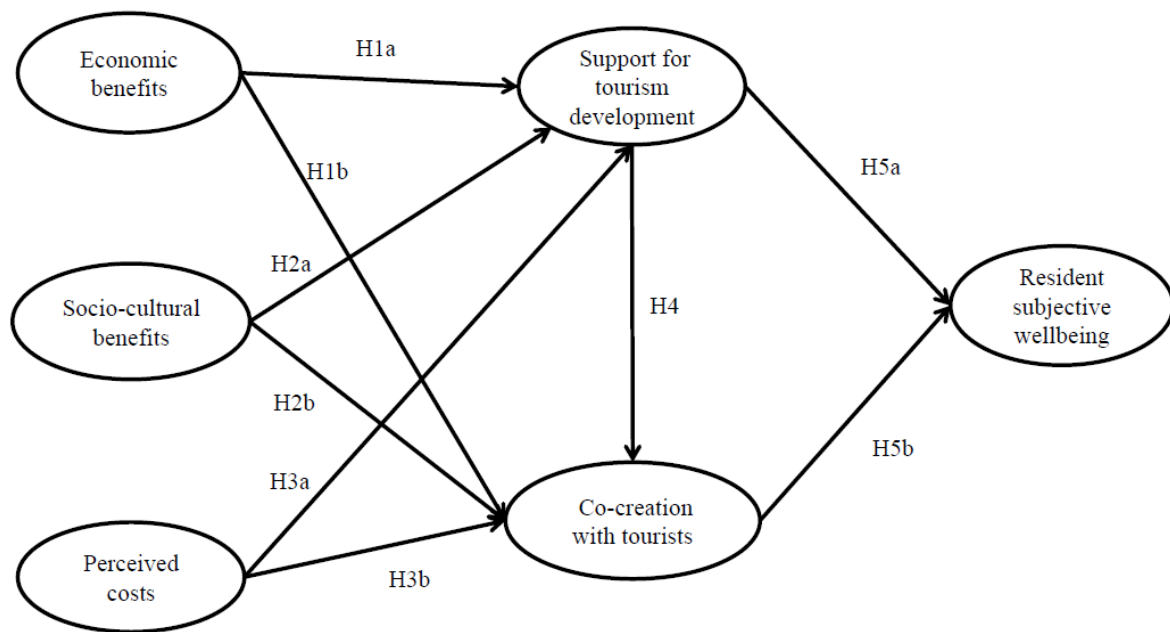 Economic
benefits
H1a
Support for
tourism
development
H1b
H5a
H2a
Socio-cultural
benefits
H4
Resident
subjective
wellbeing
H2b
H5b
H3a
Co-creation
with tourists
Perceived
costs
H3b